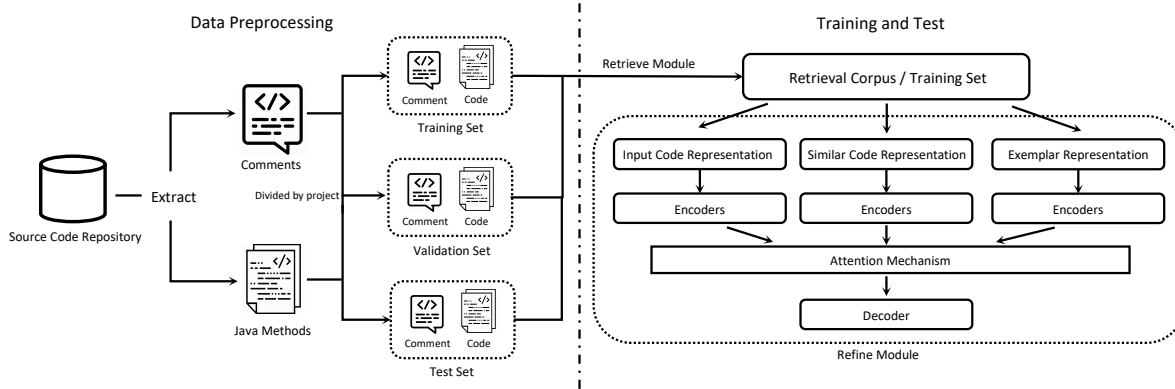 Data Preprocessing
Training and Test
Source Code Repository
Extract
</>
Comments
</>
Java Methods
Divided by project
</>
Comment
</>
Code
Training Set
</>
Comment
</>
Code
Validation Set
</>
Comment
</>
Code
Test Set
Retrieve Module
Retrieval Corpus / Training Set
Input Code Representation
Similar Code Representation
Exemplar Representation
Encoders
Encoders
Encoders
Attention Mechanism
Decoder
Refine Module